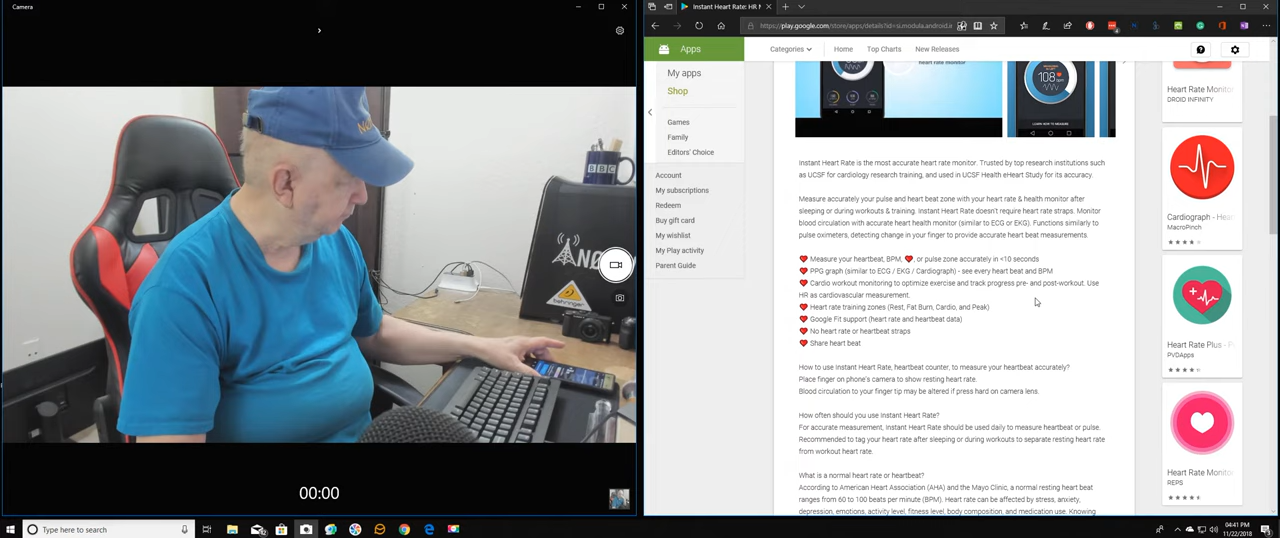 Camera
00:00
BBC
behringer
Instant Heart Rate: HR M
https://play.google.com/store/apps/details?id=si.modula.android.i
Apps
Categories
Home
Top Charts
New Releases
My apps
Shop
Games
Family
Editors' Choice
Account
My subscriptions
Redeem
Buy gift card
My wishlist
My Play activity
Parent Guide
heart rate monitor
108
Instant Heart Rate is the most accurate heart rate monitor. Trusted by top research institutions such
as UCSF for cardiology research training, and used in UCSF Health eHeart Study for its accuracy.
Measure accurately your pulse and heart beat zone with your heart rate & health monitor after
sleeping or during workouts & training. Instant Heart Rate doesn't require heart rate straps. Monitor
blood circulation with accurate heart health monitor (similar to ECG or EKG). Functions similarly to
pulse oximeters, detecting change in your finger to provide accurate heart beat measurements.
❤️ Measure your heartbeat, BPM, ❤️, or pulse zone accurately in <10 seconds
❤️ PPG graph (similar to ECG / EKG / Cardiograph) - see every heart beat and BPM
❤️ Cardio workout monitoring to optimize exercise and track progress pre- and post-workout. Use
HR as cardiovascular measurement.
❤️ Heart rate training zones (Rest, Fat Burn, Cardio, and Peak)
❤️ Google Fit support (heart rate and heartbeat data)
❤️ No heart rate or heartbeat straps
❤️ Share heart beat
How to use Instant Heart Rate, heartbeat counter, to measure your heartbeat accurately?
Place finger on phone's camera to show resting heart rate.
Blood circulation to your finger tip may be altered if press hard on camera lens.
How often should you use Instant Heart Rate?
For accurate measurement, Instant Heart Rate should be used daily to measure heartbeat or pulse.
Recommended to tag your heart rate after sleeping or during workouts to separate resting heart rate
from workout heart rate.
What is a normal heart rate or heartbeat?
According to American Heart Association (AHA) and the Mayo Clinic, a normal resting heart beat
ranges from 60 to 100 beats per minute (BPM). Heart rate can be affected by stress, anxiety,
depression, emotions, activity level, fitness level, body composition, and medication use. Knowing
Heart Rate Monitor
DROID INFINITY
Cardiograph - Hear
MacroPinch
Heart Rate Plus - P
PVDApps
Heart Rate Monitor
REPS
Type here to search
04:41 PM
11/22/2018